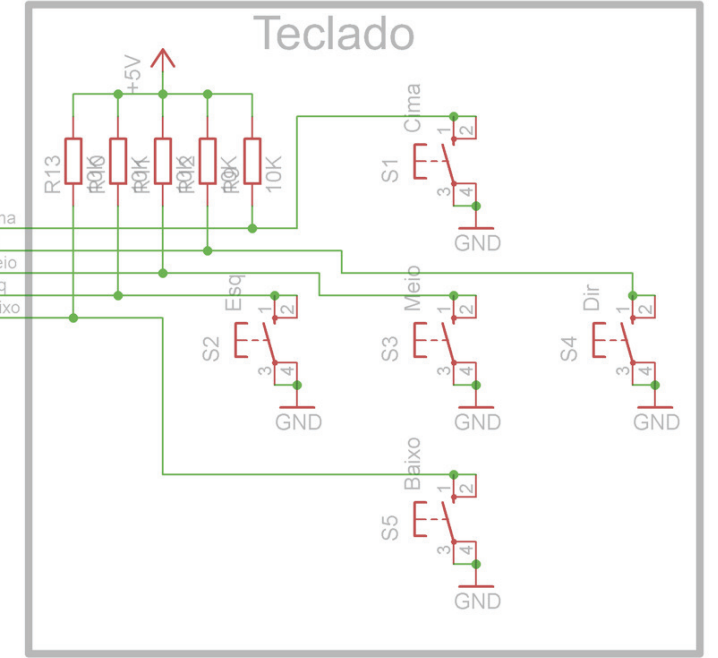 Teclado
+5V
R13
10K
Cima
1
2
S1
3
4
GND
Esq
1
2
S2
3
4
GND
Meio
1
2
S3
3
4
GND
Dir
1
2
S4
3
4
GND
Baixo
1
2
S5
3
4
GND